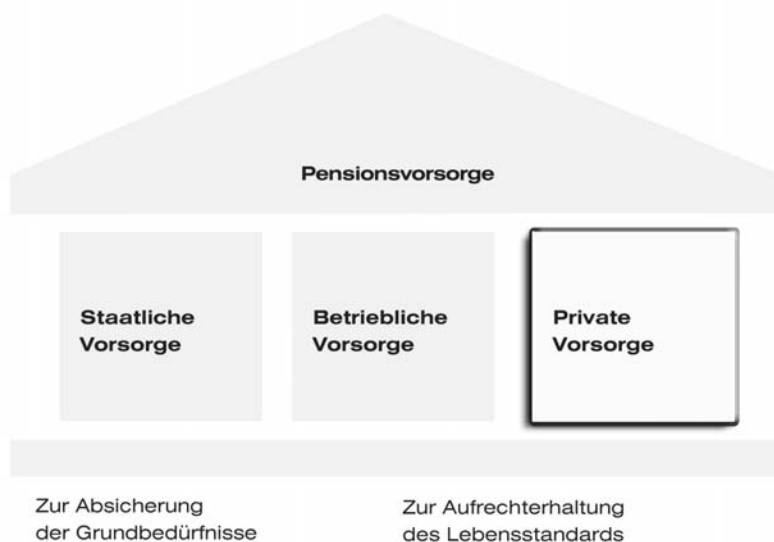 Pensionsvorsorge
Staatliche
Vorsorge
Betriebliche
Vorsorge
Private
Vorsorge
Zur Absicherung
der Grundbedürfnisse
Zur Aufrechterhaltung
des Lebensstandards